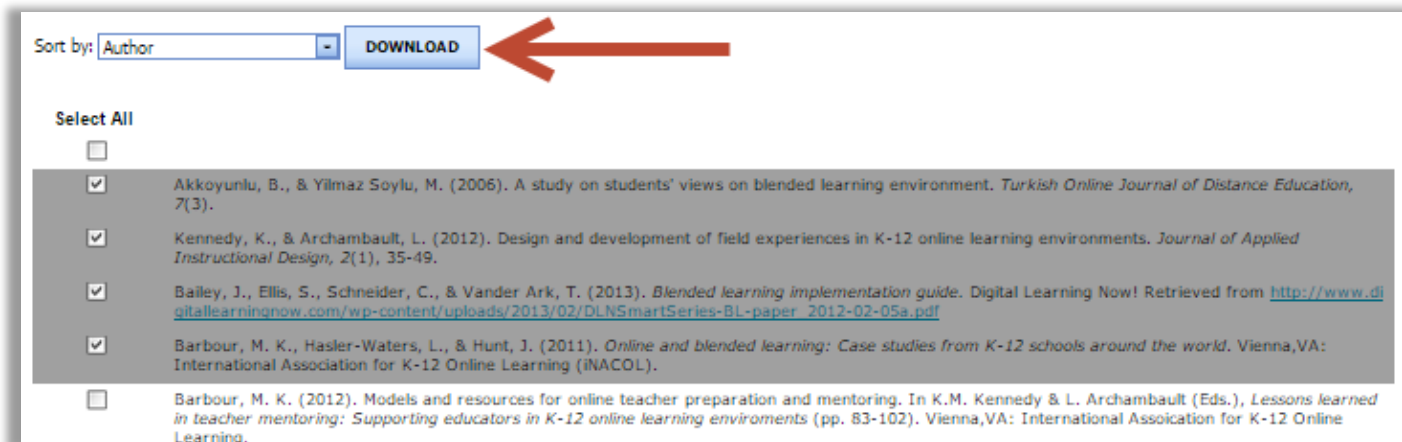 Sort by: Author DOWNLOAD
Select All
Akkoyunlu, B., & Yilmaz Soylu, M. (2006). A study on students' views on blended learning environment. Turkish Online Journal of Distance Education,
7(3).
Kennedy, K., & Archambault, L. (2012). Design and development of field experiences in K-12 online learning environments. Journal of Applied
Instructional Design, 2(1), 35-49.
Bailey, J., Ellis, S., Schneider, C., & Vander Ark, T. (2013). Blended learning implementation guide. Digital Learning Now! Retrieved from http://www.di
gitallearningnow.com/wp-content/uploads/2013/02/DLNSmartSeries-BL-paper_2012-02-05a.pdf
Barbour, M. K., Hasler-Waters, L., & Hunt, J. (2011). Online and blended learning: Case studies from K-12 schools around the world. Vienna,VA:
International Association for K-12 Online Learning (iNACOL).
Barbour, M. K. (2012). Models and resources for online teacher preparation and mentoring. In K.M. Kennedy & L. Archambault (Eds.), Lessons learned
in teacher mentoring: Supporting educators in K-12 online learning enviroments (pp. 83-102). Vienna,VA: International Assoication for K-12 Online
Learning.